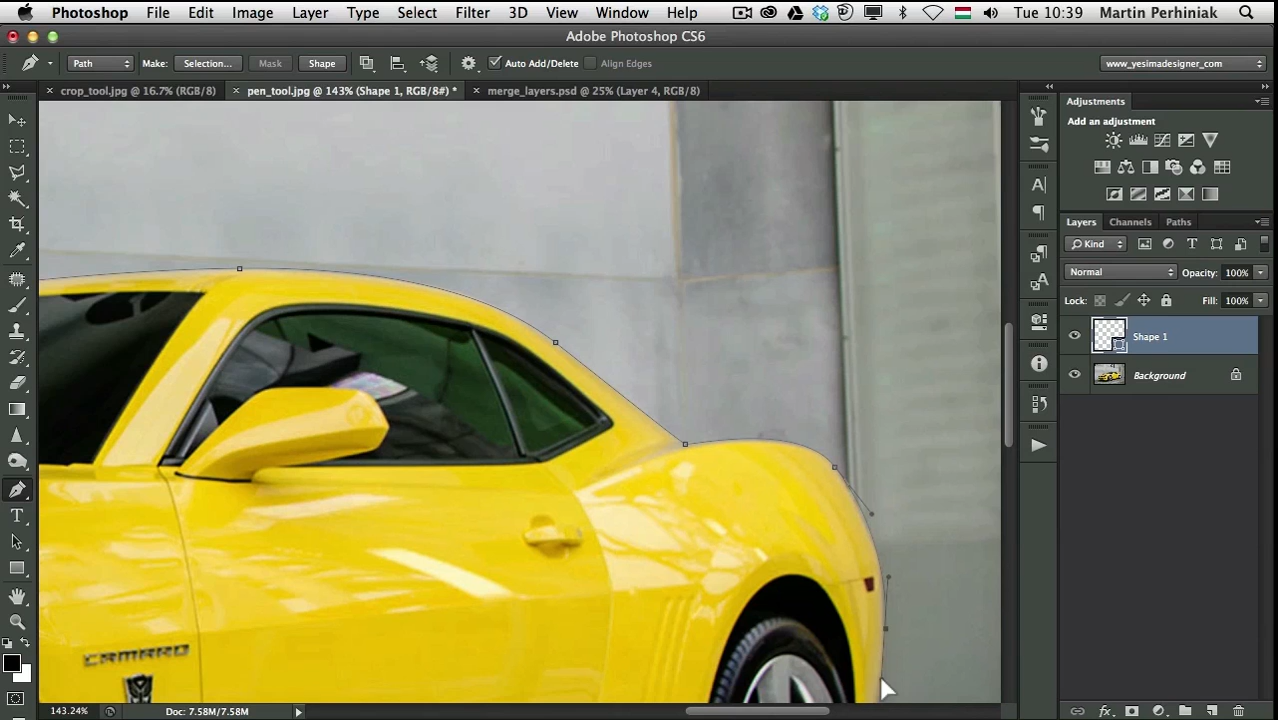 Photoshop File Edit Image Layer Type Select Filter 3D View Window Help Tue 10:39 Martin Perhiniak
Adobe Photoshop CS6
Path Make: Selection... Mask Shape Auto Add/Delete Align Edges www_yesimadesigner_com
crop_tool.jpg @ 16.7% (RGB/8) pen_tool.jpg @ 143% (Shape 1, RGB/8#) * merge_layers.psd @ 25% (Layer 4, RGB/8)
Adjustments
Add an adjustment
Layers Channels Paths
Kind
Normal Opacity: 100%
Lock: Fill: 100%
Shape 1
Background
CAMARO
143.24% Doc: 7.58M/7.58M